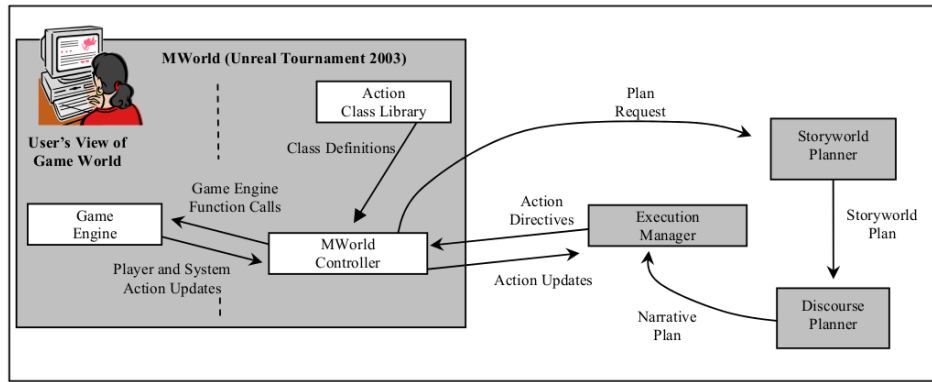 MWorld (Unreal Tournament 2003)
User's View of
Game World
Action
Class Library
Class Definitions
Plan
Request
Storyworld
Planner
Game Engine
Function Calls
Game
Engine
MWorld
Controller
Player and System
Action Updates
Action
Directives
Execution
Manager
Action Updates
Storyworld
Plan
Narrative
Plan
Discourse
Planner